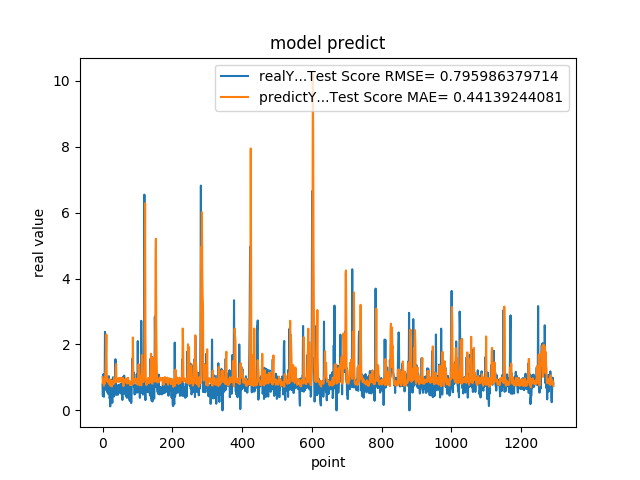 model predict
realY...Test Score RMSE= 0.795986379714
predictY...Test Score MAE= 0.44139244081
real value
10
8
6
4
2
0
0 200 400 600 800 1000 1200
point